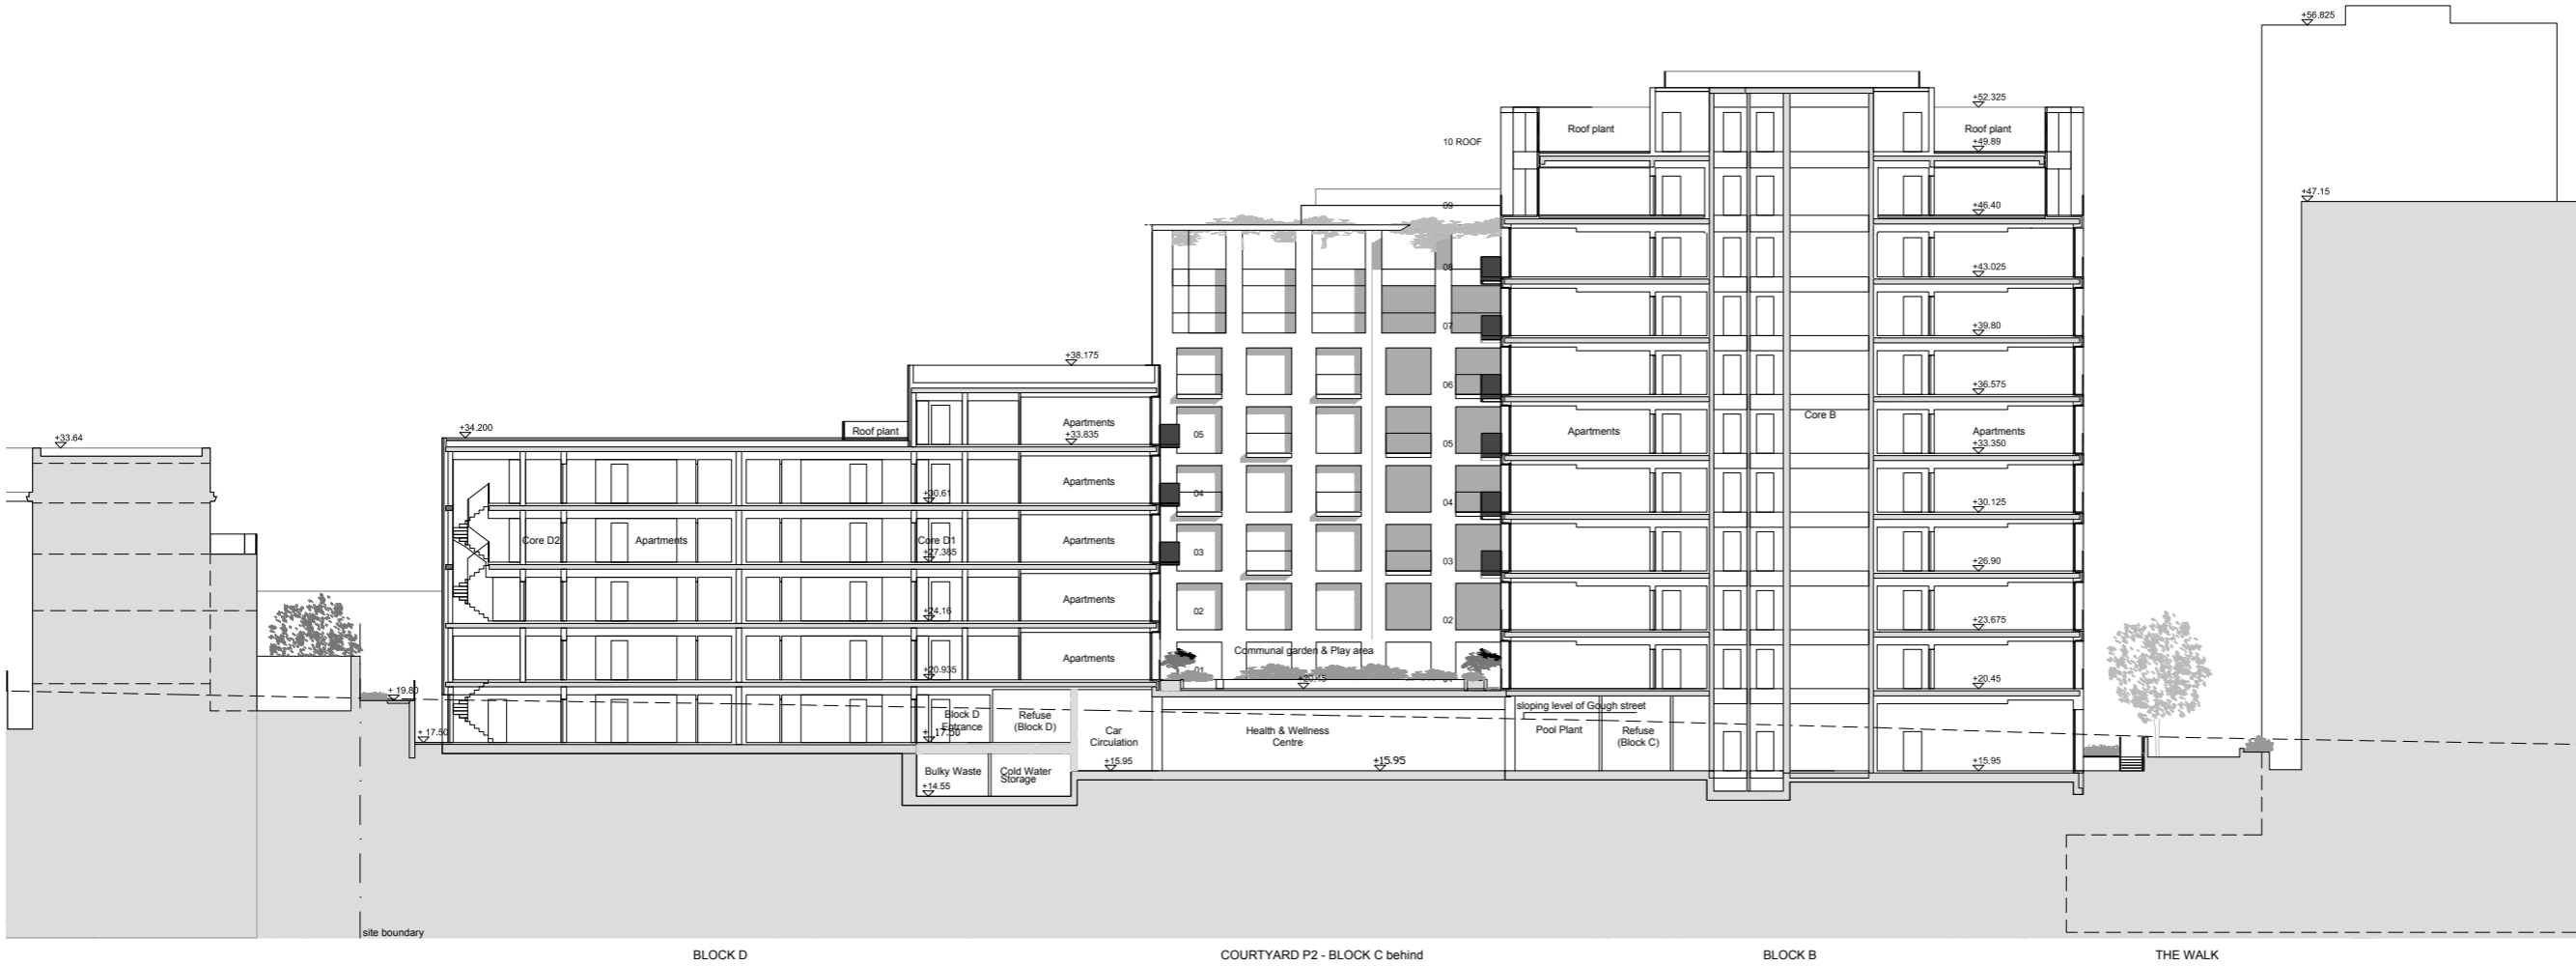 +56.825
+52.325
Roof plant
Roof plant
+49.89
10 ROOF
+47.15
+46.40
09
+43.025
08
+39.80
07
+38.175
+36.575
06
Core B
Apartments
+33.835
Roof plant
+34.200
+33.64
05
05
Apartments
Apartments
+33.350
Apartments
+30.61
04
04
+30.125
Core D2
Apartments
Core D1
+27.385
Apartments
03
03
+26.90
+24.16
Apartments
02
02
+23.675
Communal garden & Play area
+20.935
Apartments
01
+20.45
+20.45
+ 19.80
sloping level of Gough street
Block D
Entrance
Refuse
(Block D)
+ 17.50
+ 17.50
Car
Circulation
Health & Wellness
Centre
Pool Plant
Refuse
(Block C)
+15.95
+15.95
+15.95
Bulky Waste
Cold Water
Storage
+14.55
site boundary
BLOCK D
COURTYARD P2 - BLOCK C behind
BLOCK B
THE WALK